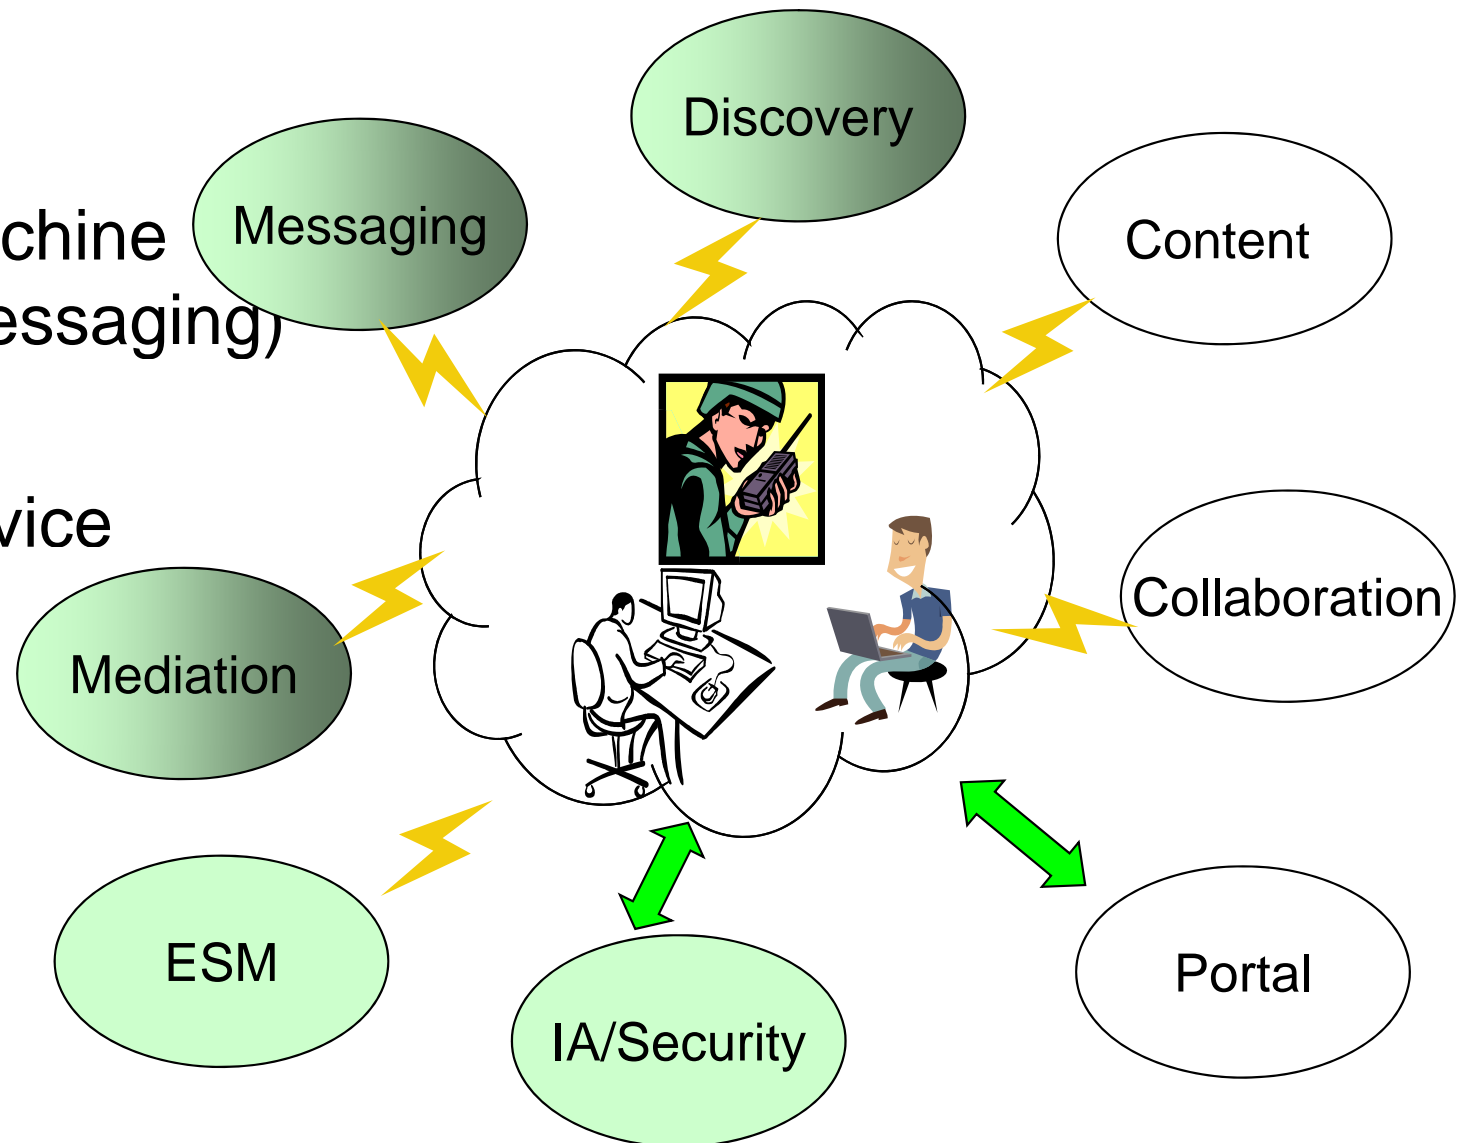 Discovery
Messaging
chine
Content
essaging)
vice
Collaboration
Mediation
ESM
Portal
IA/Security